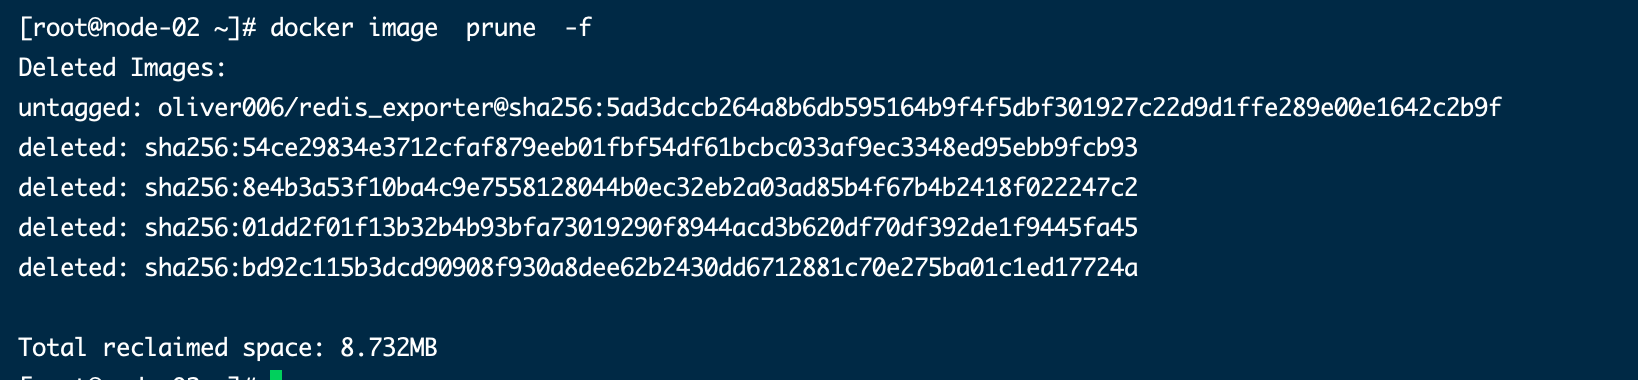 [root@node-02 ~]# docker image  prune  -f
Deleted Images:
untagged: oliver006/redis_exporter@sha256:5ad3dccb264a8b6db595164b9f4f5dbf301927c22d9d1ffe289e00e1642c2b9f
deleted: sha256:54ce29834e3712cfaf879eeb01fbf54df61bcbc033af9ec3348ed95ebb9fcb93
deleted: sha256:8e4b3a53f10ba4c9e7558128044b0ec32eb2a03ad85b4f67b4b2418f022247c2
deleted: sha256:01dd2f01f13b32b4b93bfa73019290f8944acd3b620df70df392de1f9445fa45
deleted: sha256:bd92c115b3dcd90908f930a8dee62b2430dd6712881c70e275ba01c1ed17724a
Total reclaimed space: 8.732MB